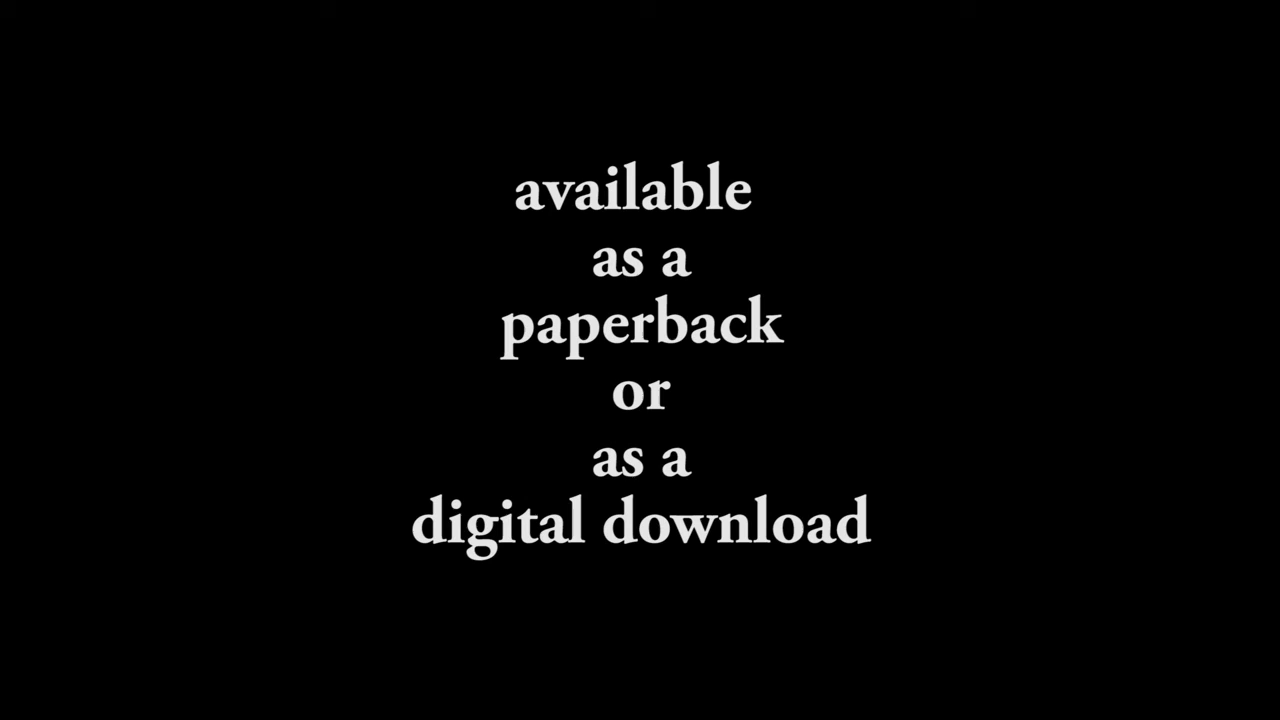 available
as a
paperback
or
as a
digital download